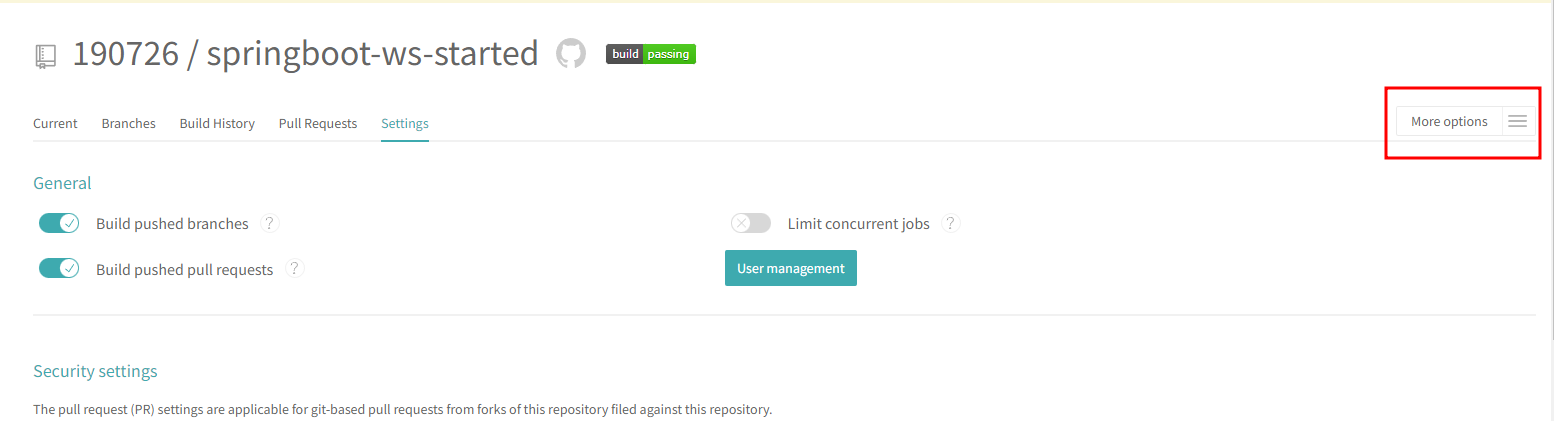 190726 / springboot-ws-started
build passing
Current Branches Build History Pull Requests Settings
More options
General
Build pushed branches ?
Limit concurrent jobs ?
Build pushed pull requests ?
User management
Security settings
The pull request (PR) settings are applicable for git-based pull requests from forks of this repository filed against this repository.